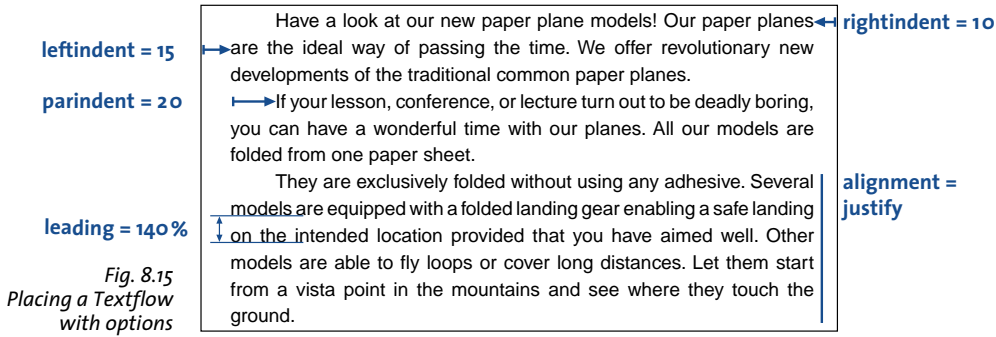 Have a look at our new paper plane models! Our paper planes
rightindent = 10
leftindent = 15
are the ideal way of passing the time. We offer revolutionary new
developments of the traditional common paper planes.
parindent = 20
If your lesson, conference, or lecture turn out to be deadly boring,
you can have a wonderful time with our planes. All our models are
folded from one paper sheet.
They are exclusively folded without using any adhesive. Several
alignment =
justify
models are equipped with a folded landing gear enabling a safe landing
leading = 140%
on the intended location provided that you have aimed well. Other
models are able to fly loops or cover long distances. Let them start
from a vista point in the mountains and see where they touch the
ground.
Fig. 8.15
Placing a Textflow
with options